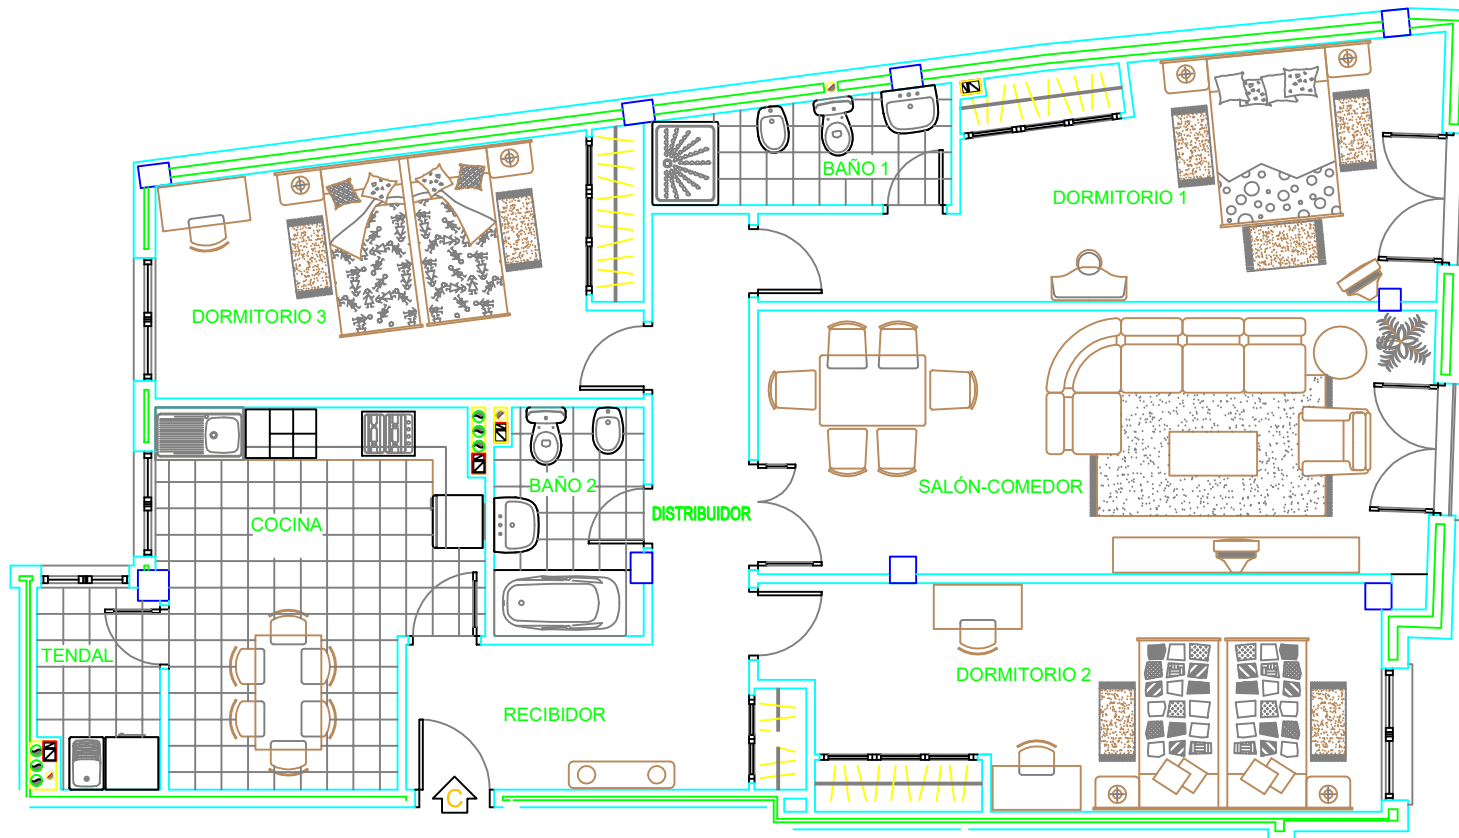 BAÑO 1
DORMITORIO 1
DORMITORIO 3
SALÓN-COMEDOR
BAÑO 2
DISTRIBUIDOR
COCINA
TENDAL
DORMITORIO 2
RECIBIDOR
C